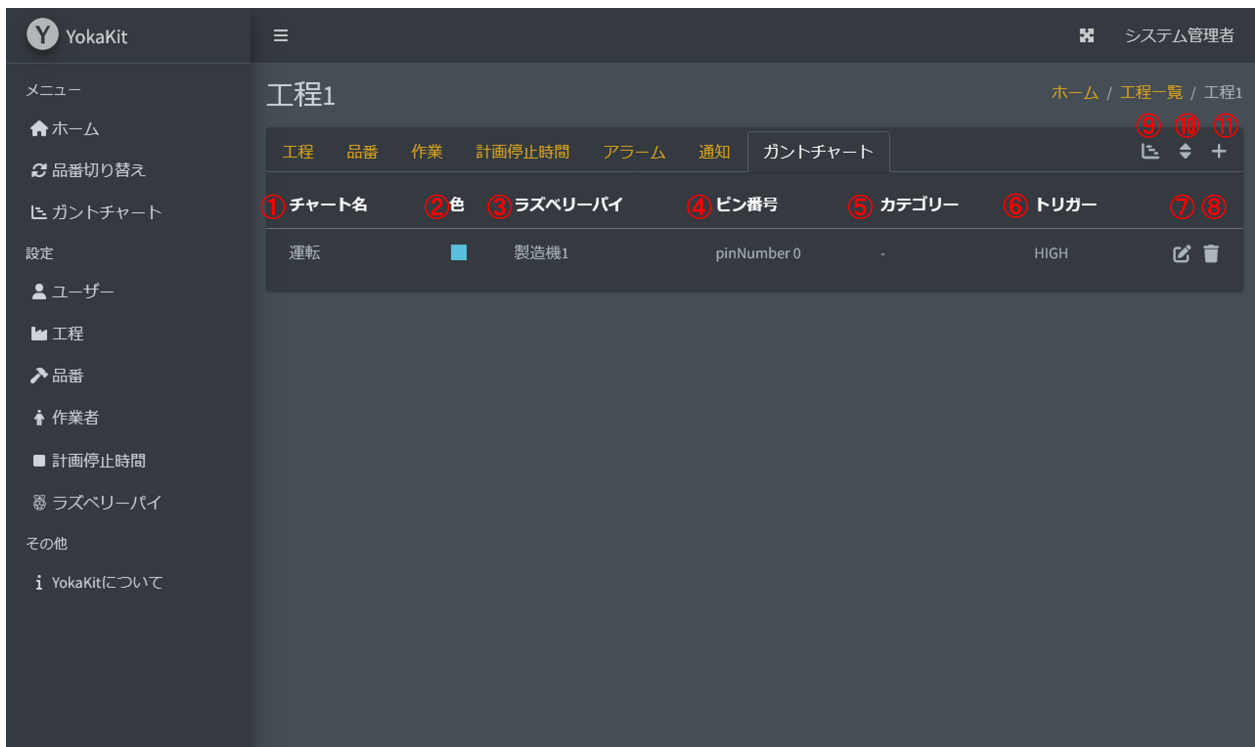 Y YokaKit
システム管理者
メニュー
ホーム
品番切り替え
ガントチャート
設定
ユーザー
工程
品番
作業者
計画停止時間
ラズベリーパイ
その他
YokaKitについて
工程1
ホーム / 工程一覧 / 工程1
⑨ ⑩ ⑪
工程 品番 作業 計画停止時間 アラーム 通知 ガントチャート
① チャート名 ② 色 ③ ラズベリーパイ ④ ピン番号 ⑤ カテゴリー ⑥ トリガー ⑦ ⑧
運転 製造機1 pinNumber 0 - HIGH